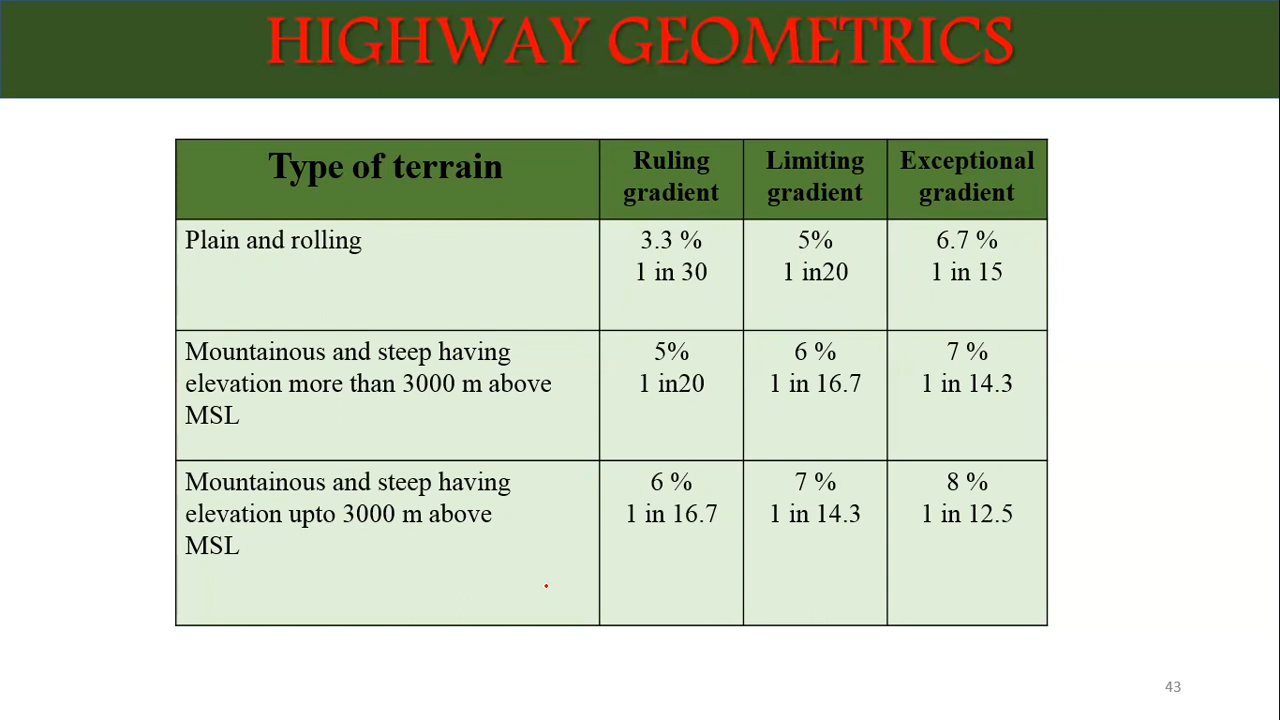 HIGHWAY GEOMETRICS
Type of terrain
Ruling
gradient
Limiting
gradient
Exceptional
gradient
Plain and rolling
3.3 %
1 in 30
5%
1 in20
6.7 %
1 in 15
Mountainous and steep having
elevation more than 3000 m above
MSL
5%
1 in20
6 %
1 in 16.7
7 %
1 in 14.3
Mountainous and steep having
elevation upto 3000 m above
MSL
6 %
1 in 16.7
7 %
1 in 14.3
8 %
1 in 12.5
43